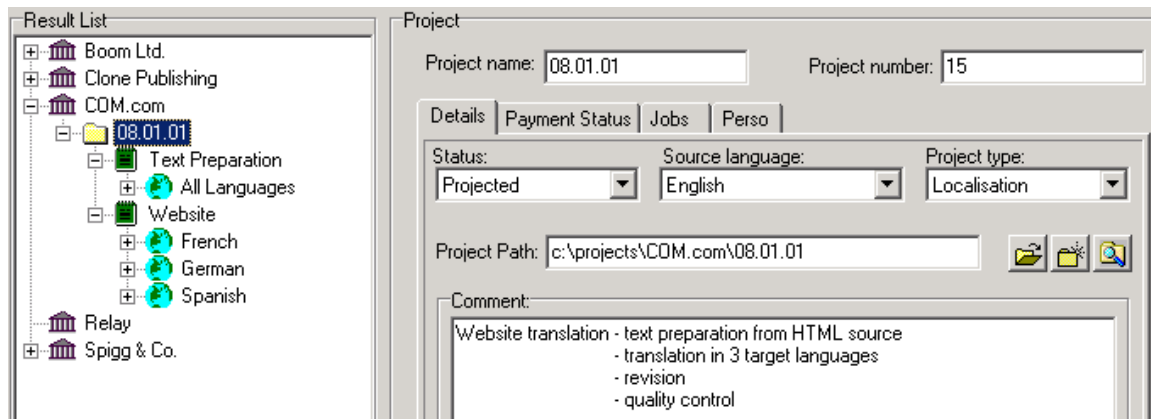 Result List
Boom Ltd.
Clone Publishing
COM.com
08.01.01
Text Preparation
All Languages
Website
French
German
Spanish
Relay
Spigg & Co.
Project
Project name: 08.01.01 Project number: 15
Details Payment Status Jobs Perso
Status: Source language: Project type:
Projected English Localisation
Project Path: c:\projects\COM.com\08.01.01
Comment:
Website translation - text preparation from HTML source
- translation in 3 target languages
- revision
- quality control